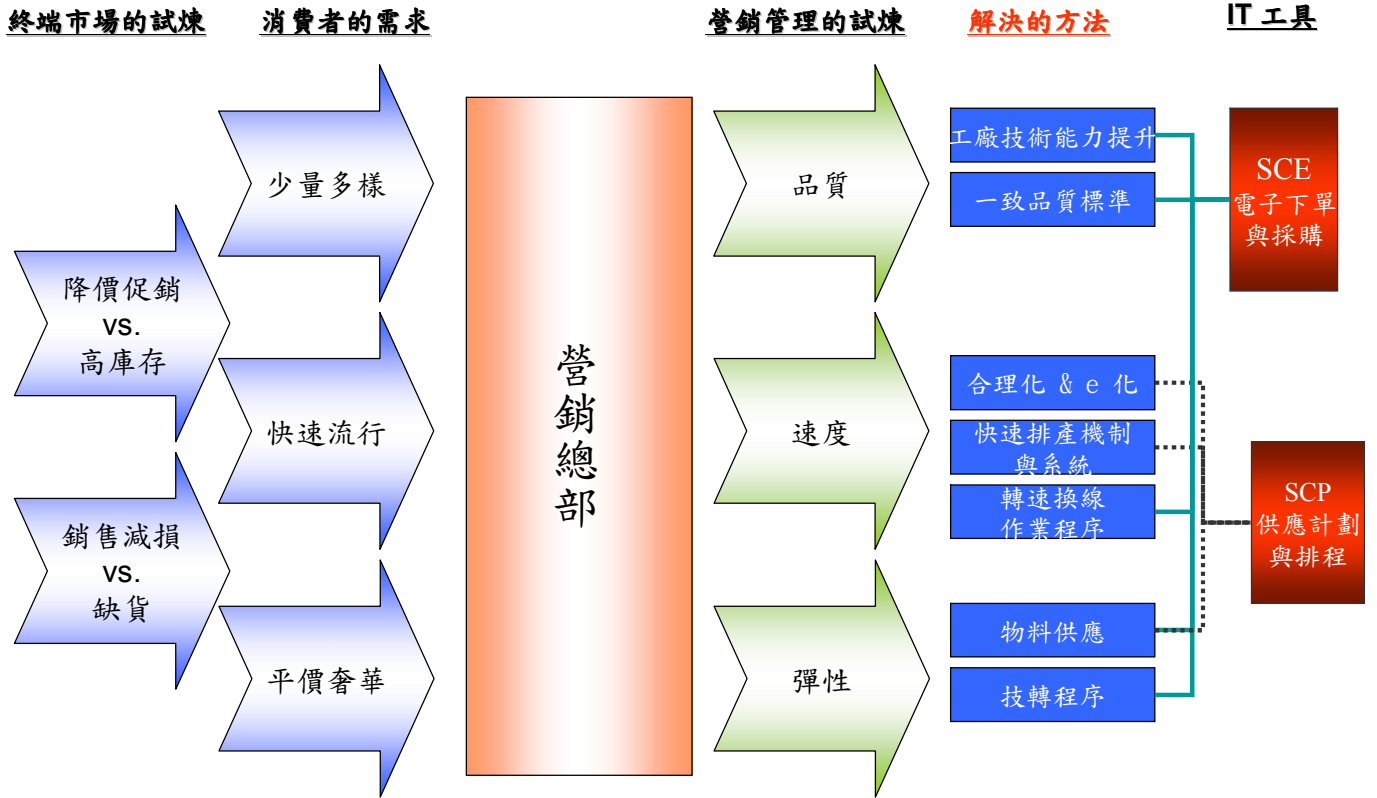 終端市場的試煉
消費者的需求
營銷管理的試煉
解決的方法
IT 工具
降價促銷
vs.
高庫存
銷售減損
vs.
缺貨
少量多樣
快速流行
平價奢華
營銷總部
品質
速度
彈性
工廠技術能力提升
一致品質標準
合理化 & e 化
快速排產機制
與系統
轉速換線
作業程序
物料供應
技轉程序
SCE
電子下單
與採購
SCP
供應計劃
與排程